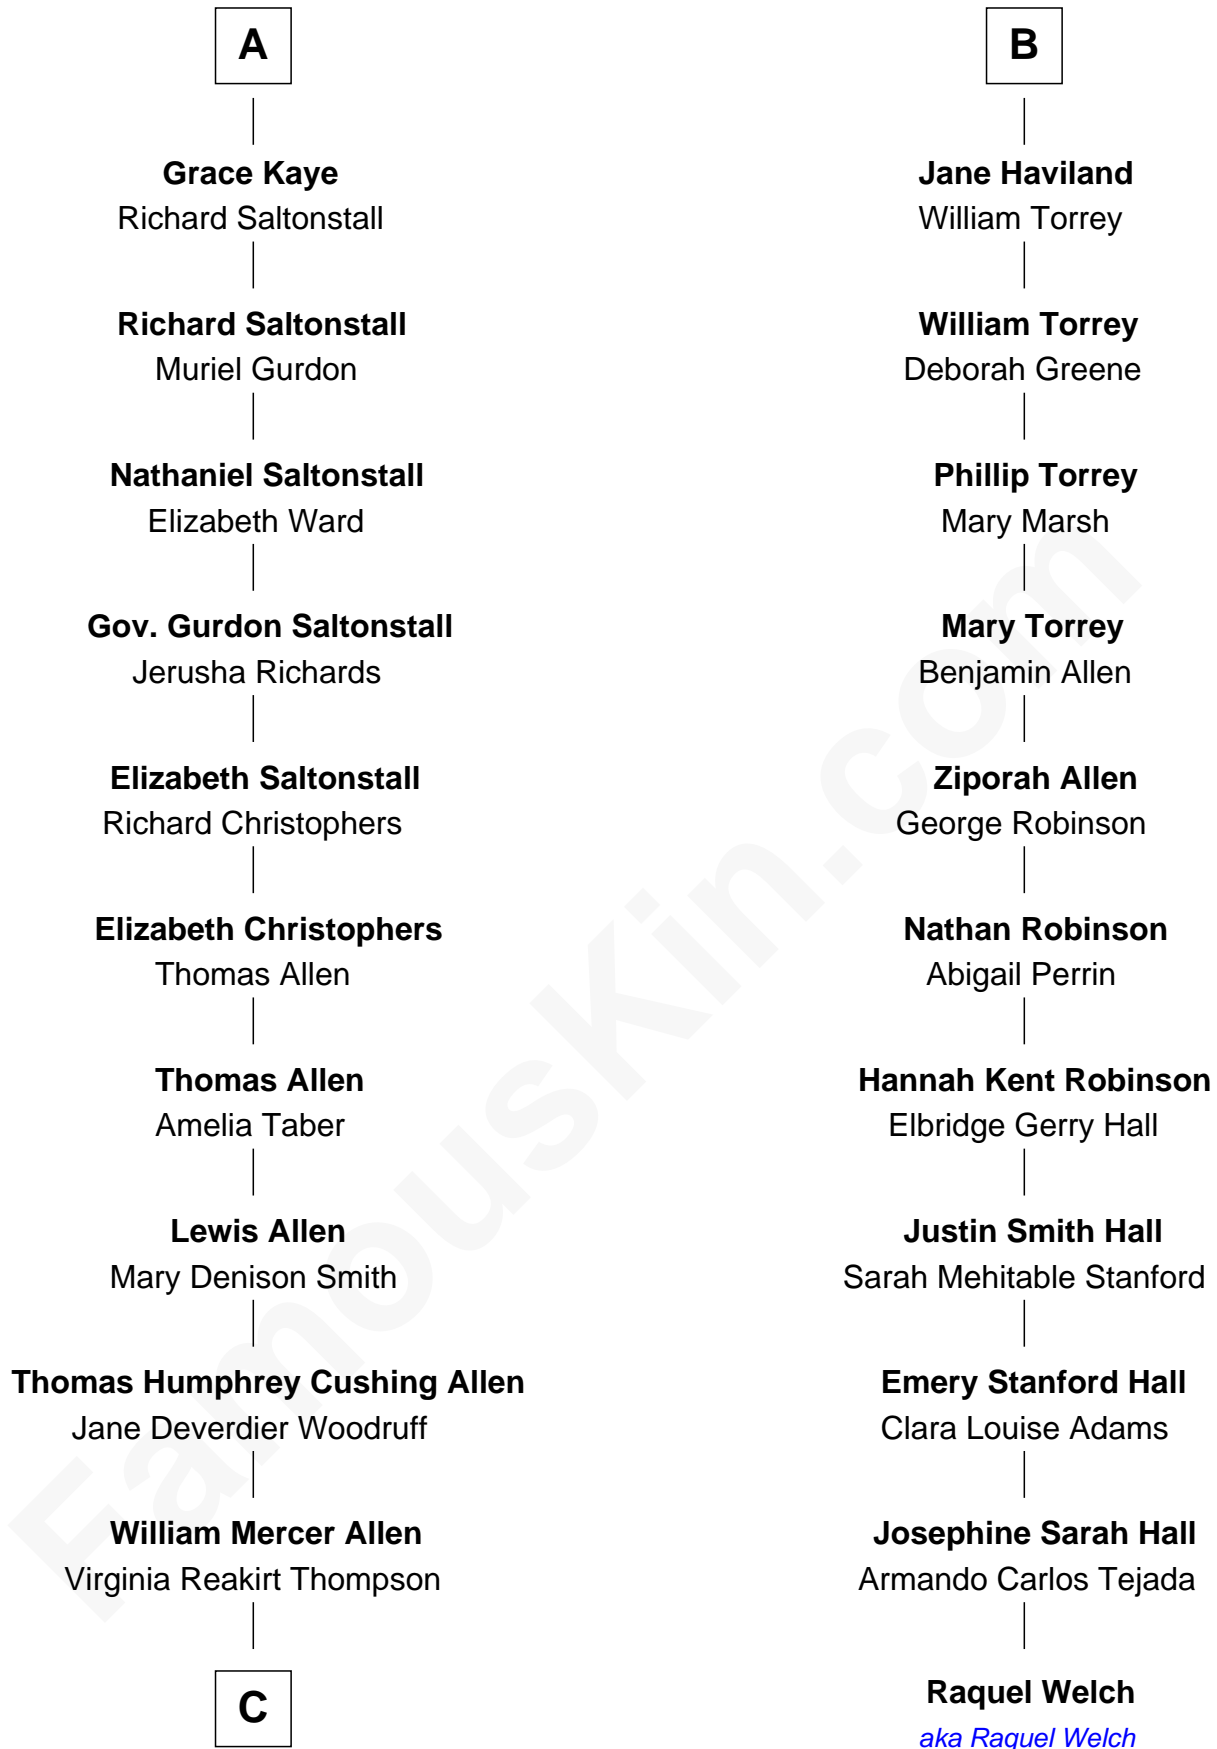 A
Grace Kaye
Richard Saltonstall
Richard Saltonstall
Muriel Gurdon
Nathaniel Saltonstall
Elizabeth Ward
Gov. Gurdon Saltonstall
Jerusha Richards
Elizabeth Saltonstall
Richard Christophers
Elizabeth Christophers
Thomas Allen
Thomas Allen
Amelia Taber
Lewis Allen
Mary Denison Smith
Thomas Humphrey Cushing Allen
Jane Deverdier Woodruff
William Mercer Allen
Virginia Reakirt Thompson
C
B
Jane Haviland
William Torrey
William Torrey
Deborah Greene
Phillip Torrey
Mary Marsh
Mary Torrey
Benjamin Allen
Ziporah Allen
George Robinson
Nathan Robinson
Abigail Perrin
Hannah Kent Robinson
Elbridge Gerry Hall
Justin Smith Hall
Sarah Mehitable Stanford
Emery Stanford Hall
Clara Louise Adams
Josephine Sarah Hall
Armando Carlos Tejada
Raquel Welch
aka Raquel Welch
FamousKin.com